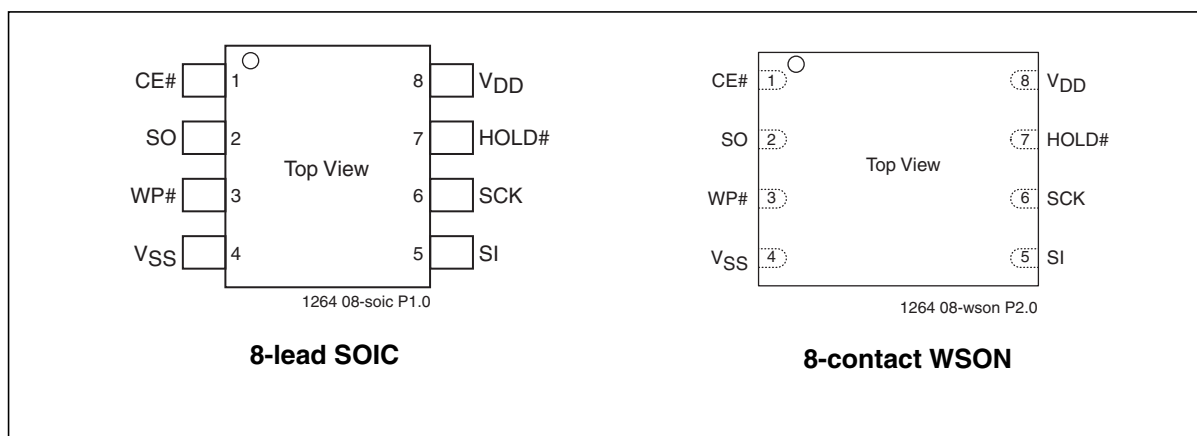 CE# 1 8 VDD
SO 2 7 HOLD#
Top View
WP# 3 6 SCK
VSS 4 5 SI
1264 08-soic P1.0
8-lead SOIC
CE# 1 8 VDD
SO 2 7 HOLD#
Top View
WP# 3 6 SCK
VSS 4 5 SI
1264 08-wson P2.0
8-contact WSON